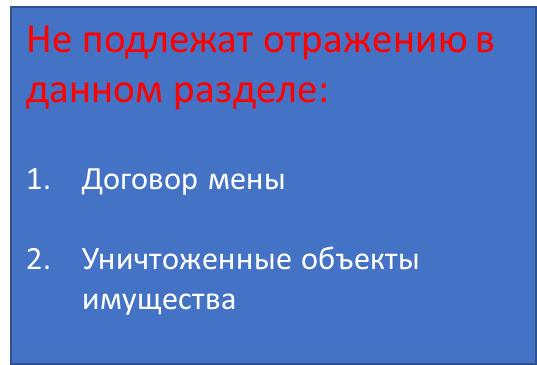 Не подлежат отражению в
данном разделе:
1. Договор мены
2. Уничтоженные объекты
имущества